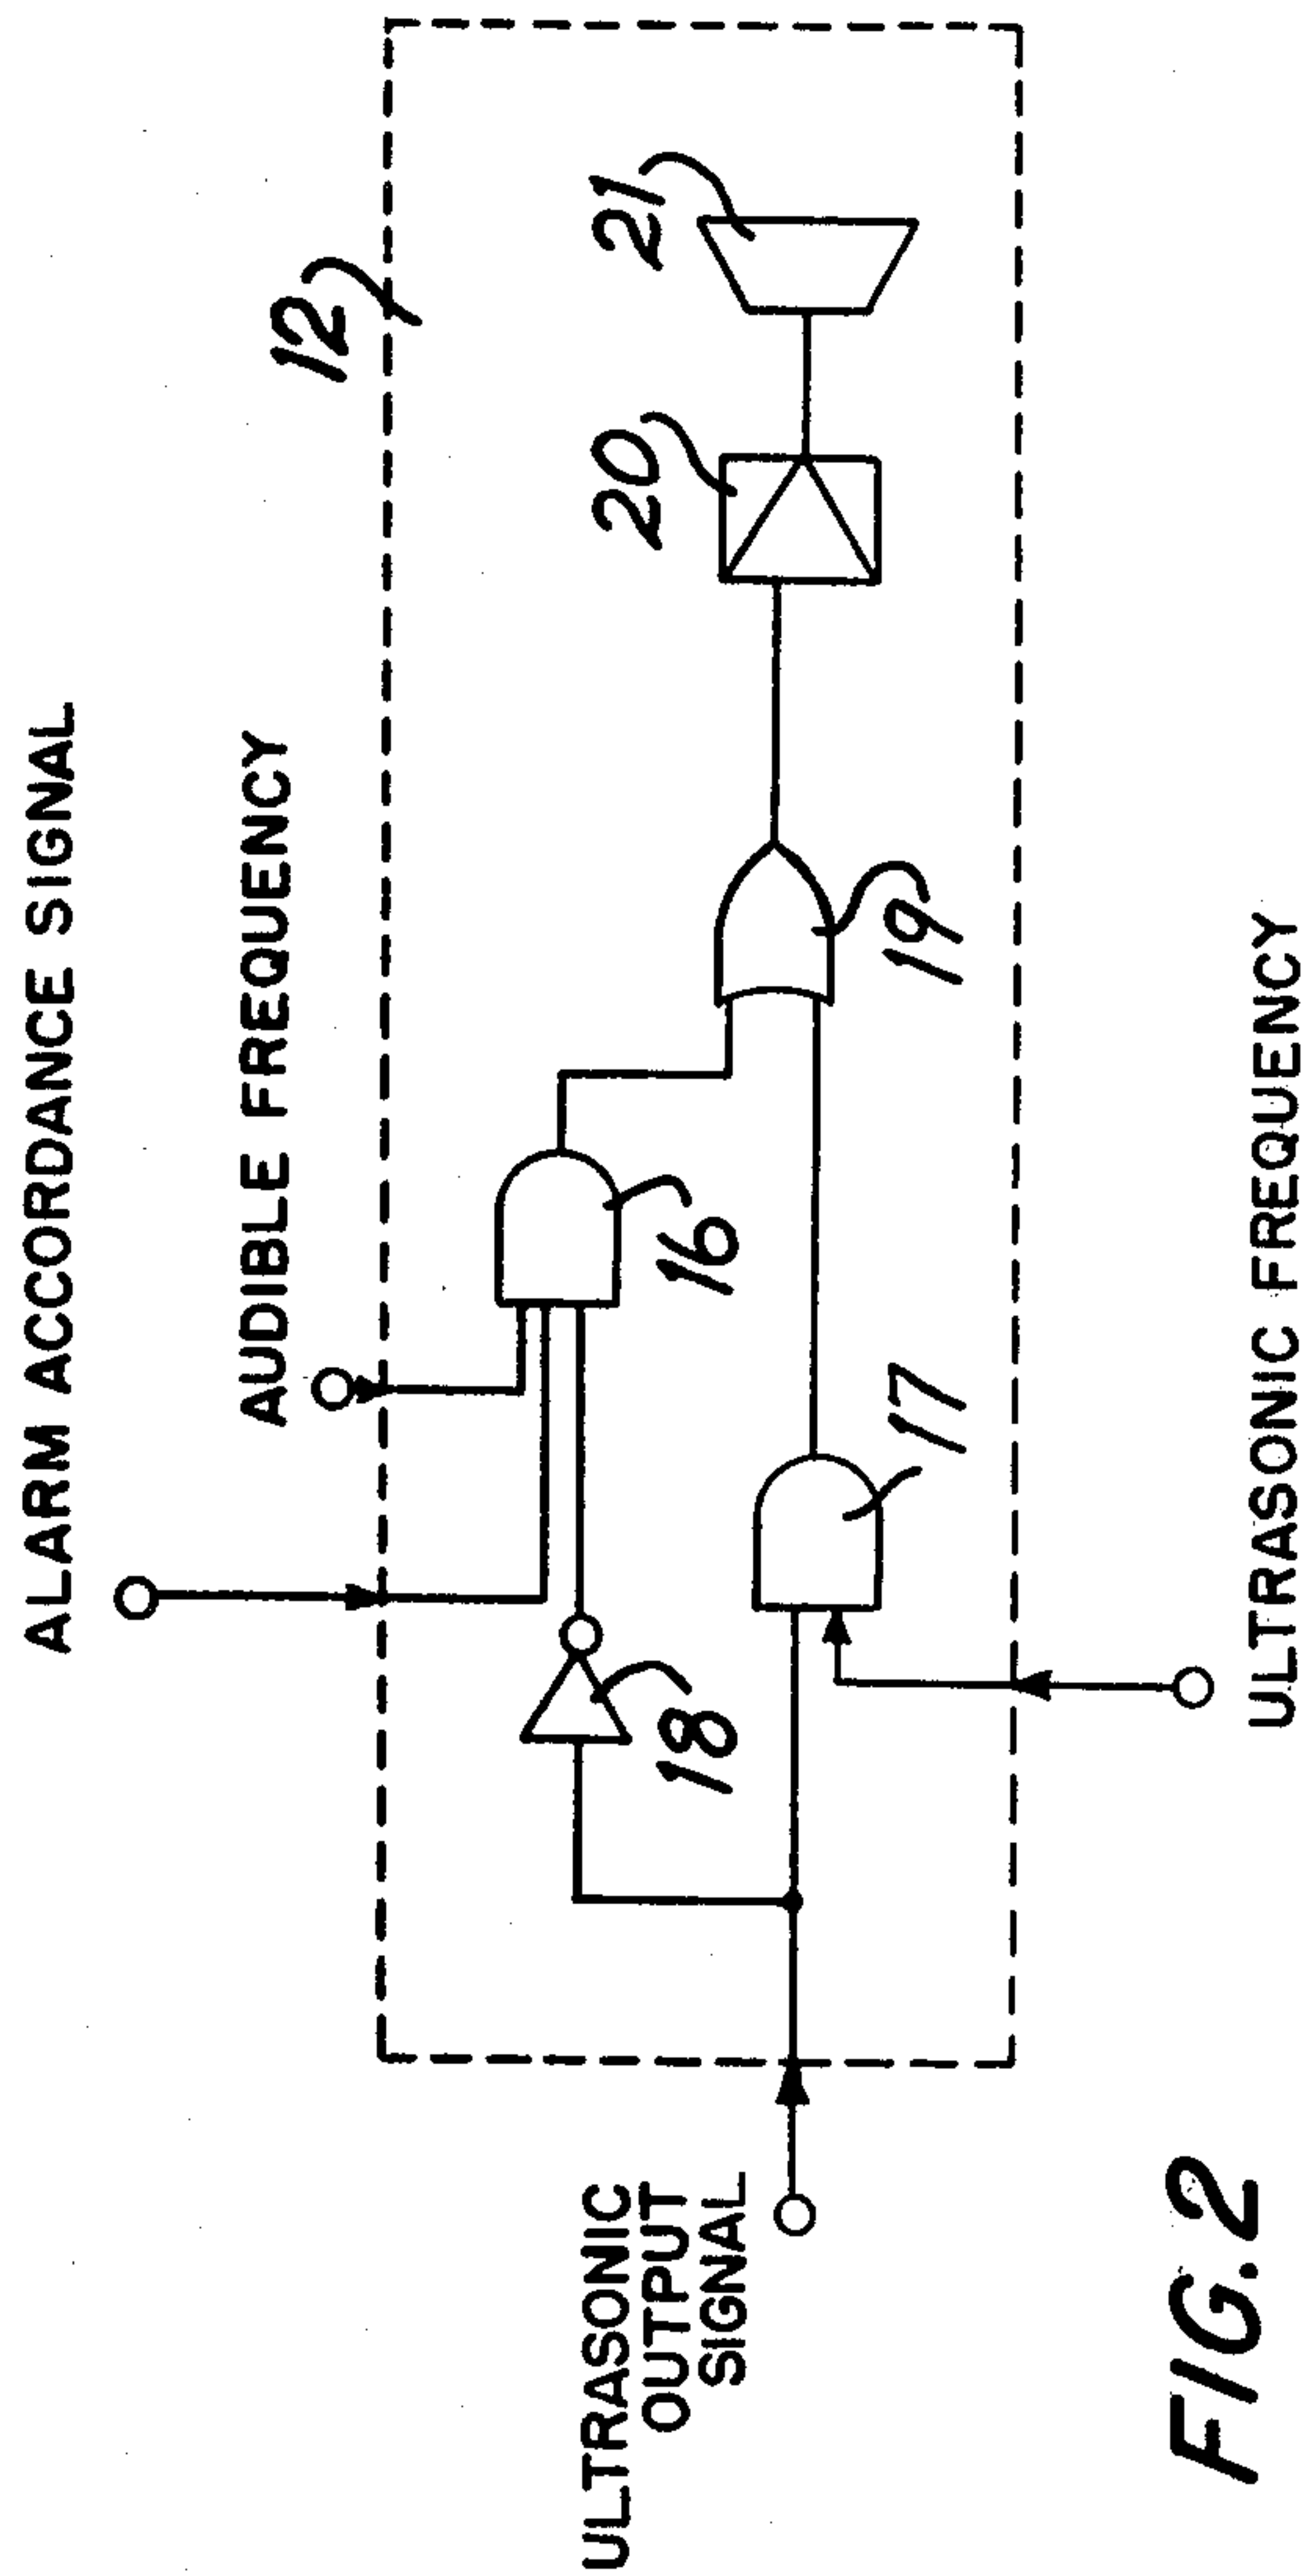 ALARM ACCORDANCE SIGNAL
AUDIBLE FREQUENCY
12
20
21
16
18
19
17
ULTRASONIC
OUTPUT
SIGNAL
ULTRASONIC FREQUENCY
FIG. 2